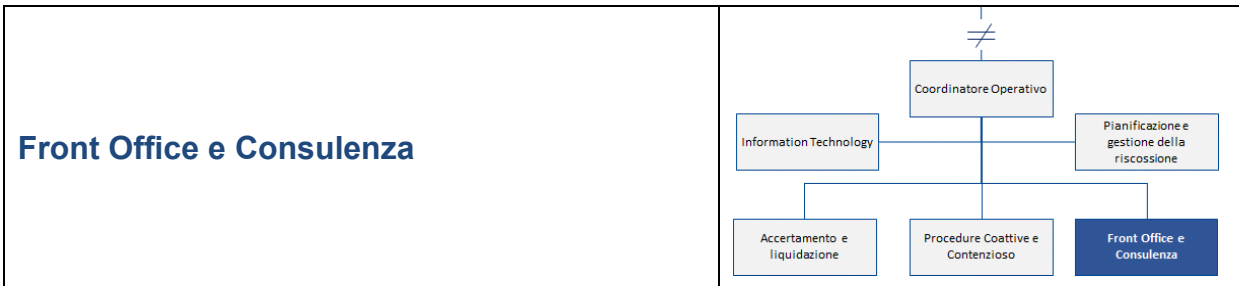 Front Office e Consulenza
Coordinatore Operativo
Information Technology
Pianificazione e
gestione della
riscossione
Accertamento e
liquidazione
Procedure Coattive e
Contenzioso
Front Office e
Consulenza